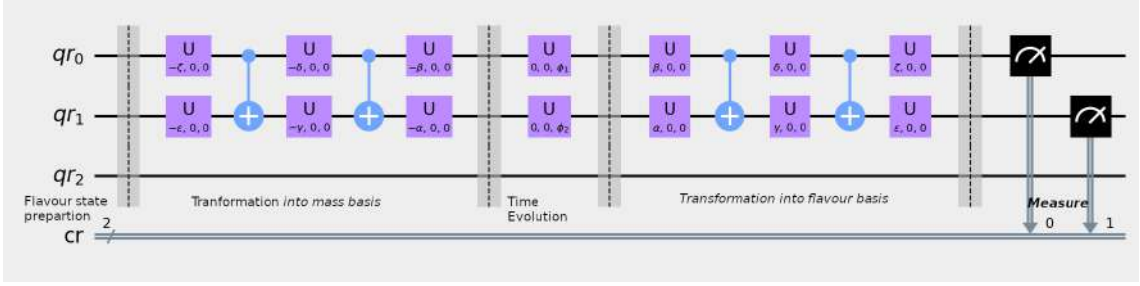 qr0 U U U U U U U
−ζ, 0, 0 −δ, 0, 0 −β, 0, 0 0, 0, ϕ1 β, 0, 0 δ, 0, 0 ζ, 0, 0
qr1 U U U U U U U
−ε, 0, 0 −γ, 0, 0 −α, 0, 0 0, 0, ϕ2 α, 0, 0 γ, 0, 0 ε, 0, 0
qr2
Flavour state
prepartion
Tranformation into mass basis
Time
Evolution
Transformation into flavour basis
Measure
cr 2 0 1